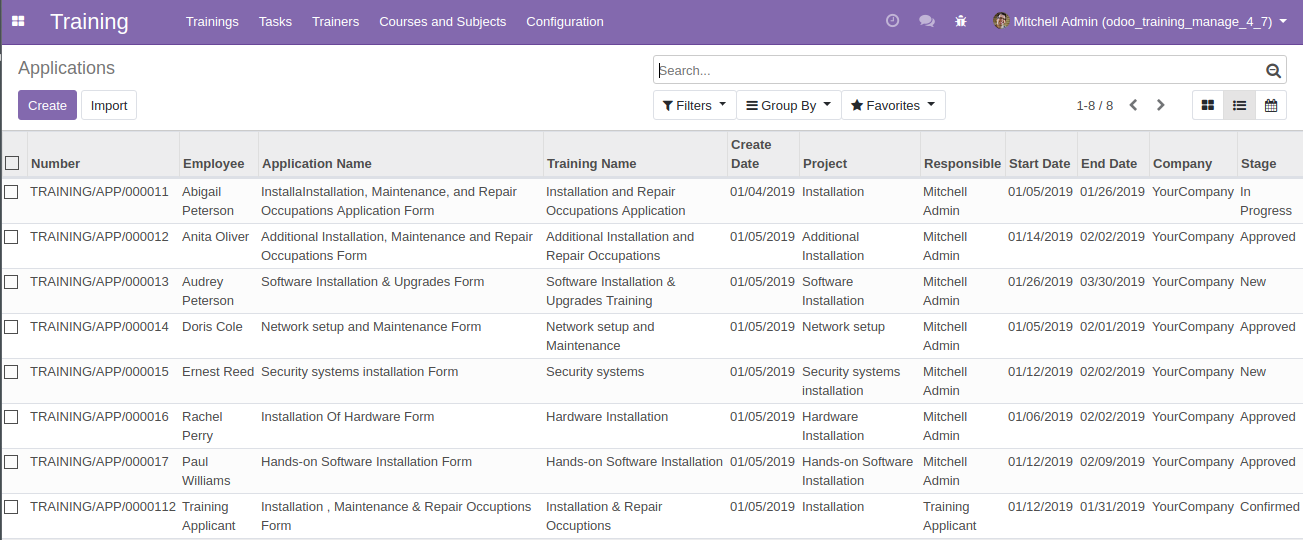 Training Trainings Tasks Trainers Courses and Subjects Configuration Mitchell Admin (odoo_training_manage_4_7)
Applications Search...
Create Import Filters Group By Favorites 1-8 / 8
Number Employee Application Name Training Name Create Date Project Responsible Start Date End Date Company Stage
TRAINING/APP/000011 Abigail InstallaInstallation, Maintenance, and Repair Installation and Repair 01/04/2019 Installation Mitchell 01/05/2019 01/26/2019 YourCompany In
Peterson Occupations Application Form Occupations Application Admin Progress
TRAINING/APP/000012 Anita Oliver Additional Installation, Maintenance and Repair Additional Installation and 01/05/2019 Additional Mitchell 01/14/2019 02/02/2019 YourCompany Approved
Occupations Form Repair Occupations Installation Admin
TRAINING/APP/000013 Audrey Software Installation & Upgrades Form Software Installation & 01/05/2019 Software Mitchell 01/26/2019 03/30/2019 YourCompany New
Peterson Upgrades Training Installation Admin
TRAINING/APP/000014 Doris Cole Network setup and Maintenance Form Network setup and 01/05/2019 Network setup Mitchell 01/05/2019 02/01/2019 YourCompany Approved
Maintenance Admin
TRAINING/APP/000015 Ernest Reed Security systems installation Form Security systems 01/05/2019 Security systems Mitchell 01/12/2019 02/02/2019 YourCompany New
installation Admin
TRAINING/APP/000016 Rachel Installation Of Hardware Form Hardware Installation 01/05/2019 Hardware Mitchell 01/06/2019 02/02/2019 YourCompany Approved
Perry Installation Admin
TRAINING/APP/000017 Paul Hands-on Software Installation Form Hands-on Software Installation 01/05/2019 Hands-on Software Mitchell 01/12/2019 02/09/2019 YourCompany Approved
Williams Installation Admin
TRAINING/APP/0000112 Training Installation , Maintenance & Repair Occuptions Installation & Repair 01/05/2019 Installation Training 01/12/2019 01/31/2019 YourCompany Confirmed
Applicant Form Occuptions Applicant